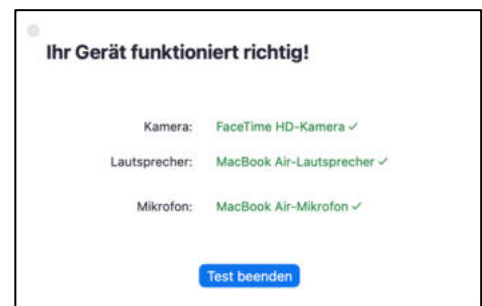 Ihr Gerät funktioniert richtig!
Kamera: FaceTime HD-Kamera ✓
Lautsprecher: MacBook Air-Lautsprecher ✓
Mikrofon: MacBook Air-Mikrofon ✓
Test beenden